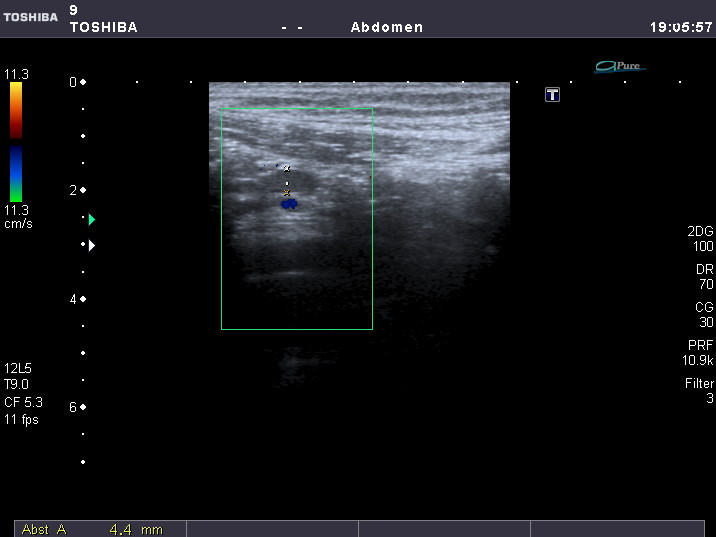 9
TOSHIBA
TOSHIBA - - Abdomen 19:05:57
11.3
11.3
cm/s
0
2
4
6
T
aPure
2DG
100
DR
70
CG
30
PRF
10.9k
Filter
3
12L5
T9.0
CF 5.3
11 fps
Abst A 4.4 mm